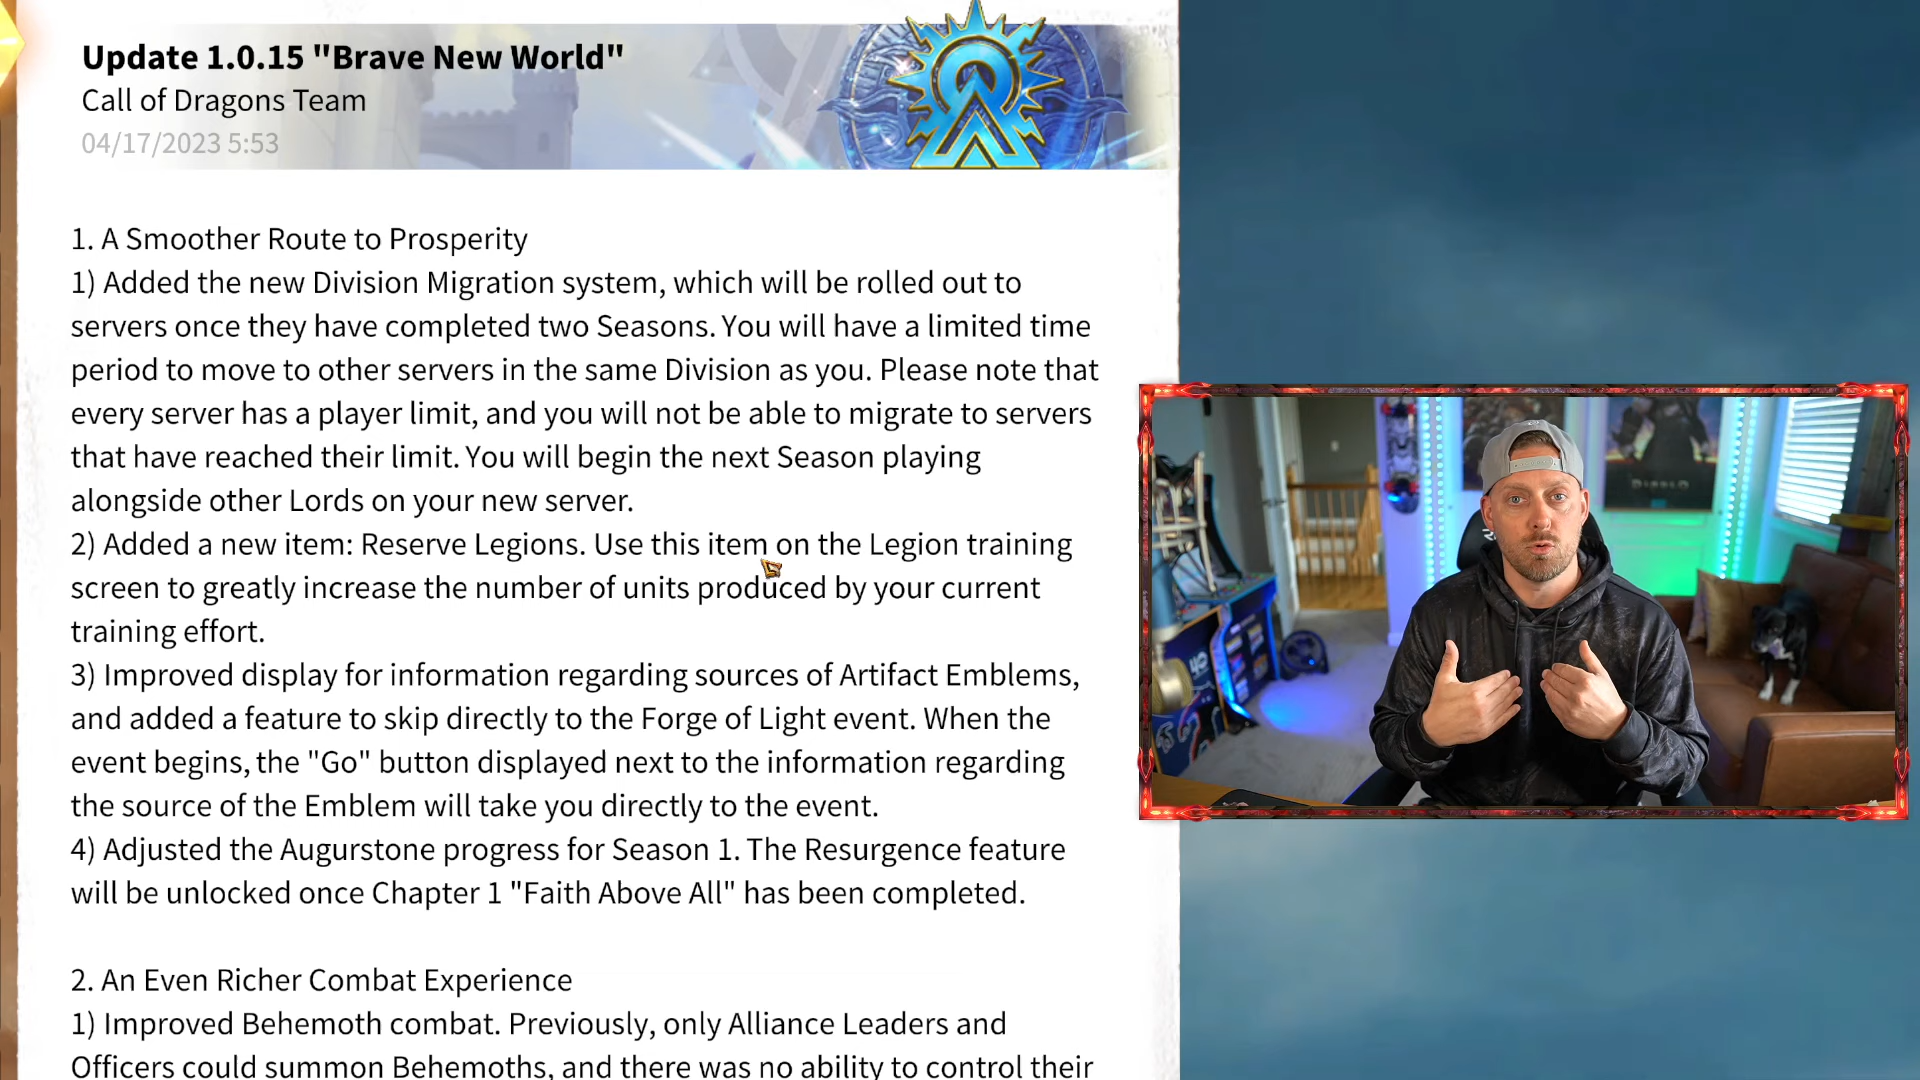 Update 1.0.15 "Brave New World"
Call of Dragons Team
04/17/2023 5:53
1. A Smoother Route to Prosperity
1) Added the new Division Migration system, which will be rolled out to
servers once they have completed two Seasons. You will have a limited time
period to move to other servers in the same Division as you. Please note that
every server has a player limit, and you will not be able to migrate to servers
that have reached their limit. You will begin the next Season playing
alongside other Lords on your new server.
2) Added a new item: Reserve Legions. Use this item on the Legion training
screen to greatly increase the number of units produced by your current
training effort.
3) Improved display for information regarding sources of Artifact Emblems,
and added a feature to skip directly to the Forge of Light event. When the
event begins, the "Go" button displayed next to the information regarding
the source of the Emblem will take you directly to the event.
4) Adjusted the Augurstone progress for Season 1. The Resurgence feature
will be unlocked once Chapter 1 "Faith Above All" has been completed.
2. An Even Richer Combat Experience
1) Improved Behemoth combat. Previously, only Alliance Leaders and
Officers could summon Behemoths, and there was no ability to control their
DIABLO